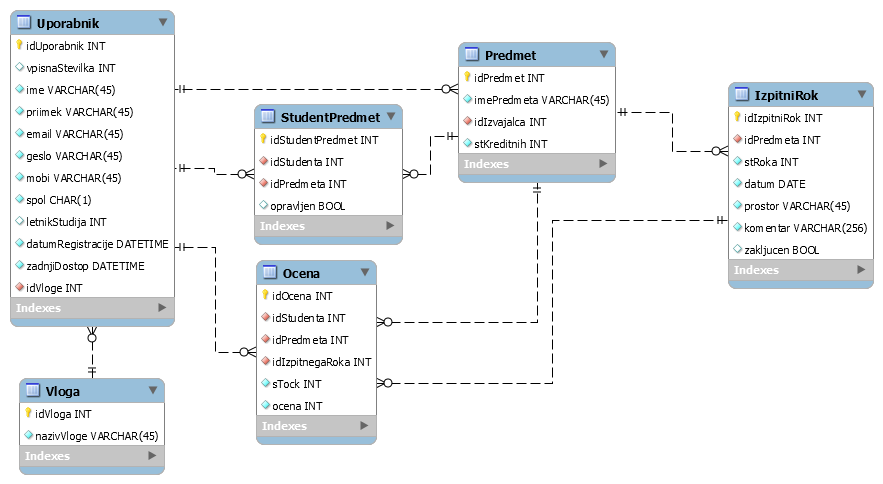 Uporabnik
idUporabnik INT
vpisnaStevilka INT
ime VARCHAR(45)
priimek VARCHAR(45)
email VARCHAR(45)
geslo VARCHAR(45)
mobi VARCHAR(45)
spol CHAR(1)
letnikStudija INT
datumRegistracije DATETIME
zadnjiDostop DATETIME
idVloge INT
Indexes
Vloga
idVloga INT
nazivVloge VARCHAR(45)
Indexes
StudentPredmet
idStudentPredmet INT
idStudenta INT
idPredmeta INT
opravljen BOOL
Indexes
Ocena
idOcena INT
idStudenta INT
idPredmeta INT
idIzpitnegaRoka INT
sTock INT
ocena INT
Indexes
Predmet
idPredmet INT
imePredmeta VARCHAR(45)
idIzvajalca INT
stKreditnih INT
Indexes
IzpitniRok
idIzpitniRok INT
idPredmeta INT
stRoka INT
datum DATE
prostor VARCHAR(45)
komentar VARCHAR(256)
zakljucen BOOL
Indexes